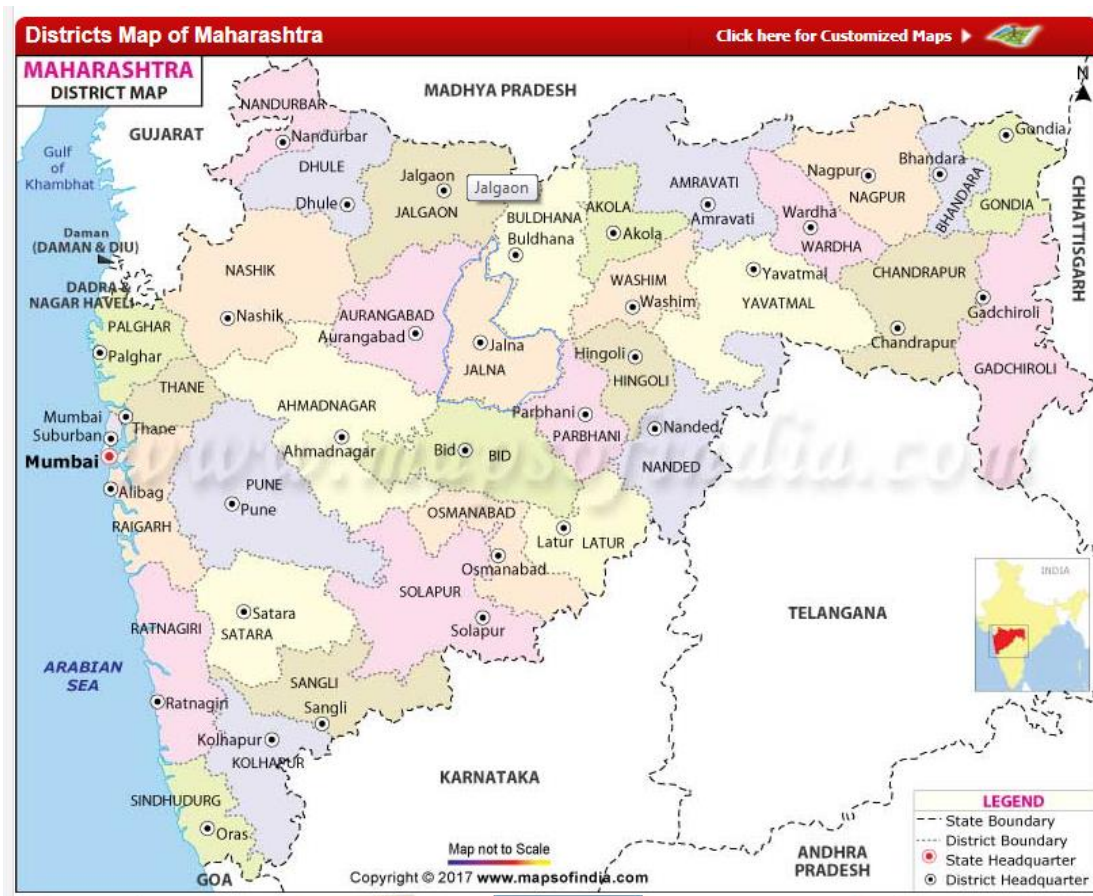 Districts Map of Maharashtra
Click here for Customized Maps
MAHARASHTRA
DISTRICT MAP
N
MADHYA PRADESH
GUJARAT
Gulf
of
Khambhat
NANDURBAR
Nandurbar
DHULE
Dhule
Jalgaon
JALGAON
Jalgaon
BULDHANA
Buldhana
AKOLA
Akola
AMRAVATI
Amravati
Wardha
WARDHA
Nagpur
NAGPUR
Bhandara
BHANDARA
Gondia
GONDIA
CHHATTISGARH
Daman
(DAMAN & DIU)
DADRA &
NAGAR HAVELI
NASHIK
Nashik
AURANGABAD
Aurangabad
Jalna
JALNA
WASHIM
Washim
Yavatmal
YAVATMAL
CHANDRAPUR
Chandrapur
Gadchiroli
GADCHIROLI
PALGHAR
Palghar
THANE
Thane
Mumbai
Suburban
Mumbai
Alibag
RAIGARH
AHMADNAGAR
Ahmadnagar
Bid
BID
Hingoli
HINGOLI
Parbhani
PARBHANI
Nanded
NANDED
www.mapsofindia.com
PUNE
Pune
OSMANABAD
Osmanabad
Latur
LATUR
SOLAPUR
Solapur
Satara
SATARA
RATNAGIRI
Ratnagiri
SANGLI
Sangli
Kolhapur
KOLHAPUR
SINDHUDURG
Oras
GOA
ARABIAN
SEA
KARNATAKA
TELANGANA
ANDHRA
PRADESH
INDIA
LEGEND
State Boundary
District Boundary
State Headquarter
District Headquarter
Map not to Scale
Copyright © 2017 www.mapsofindia.com